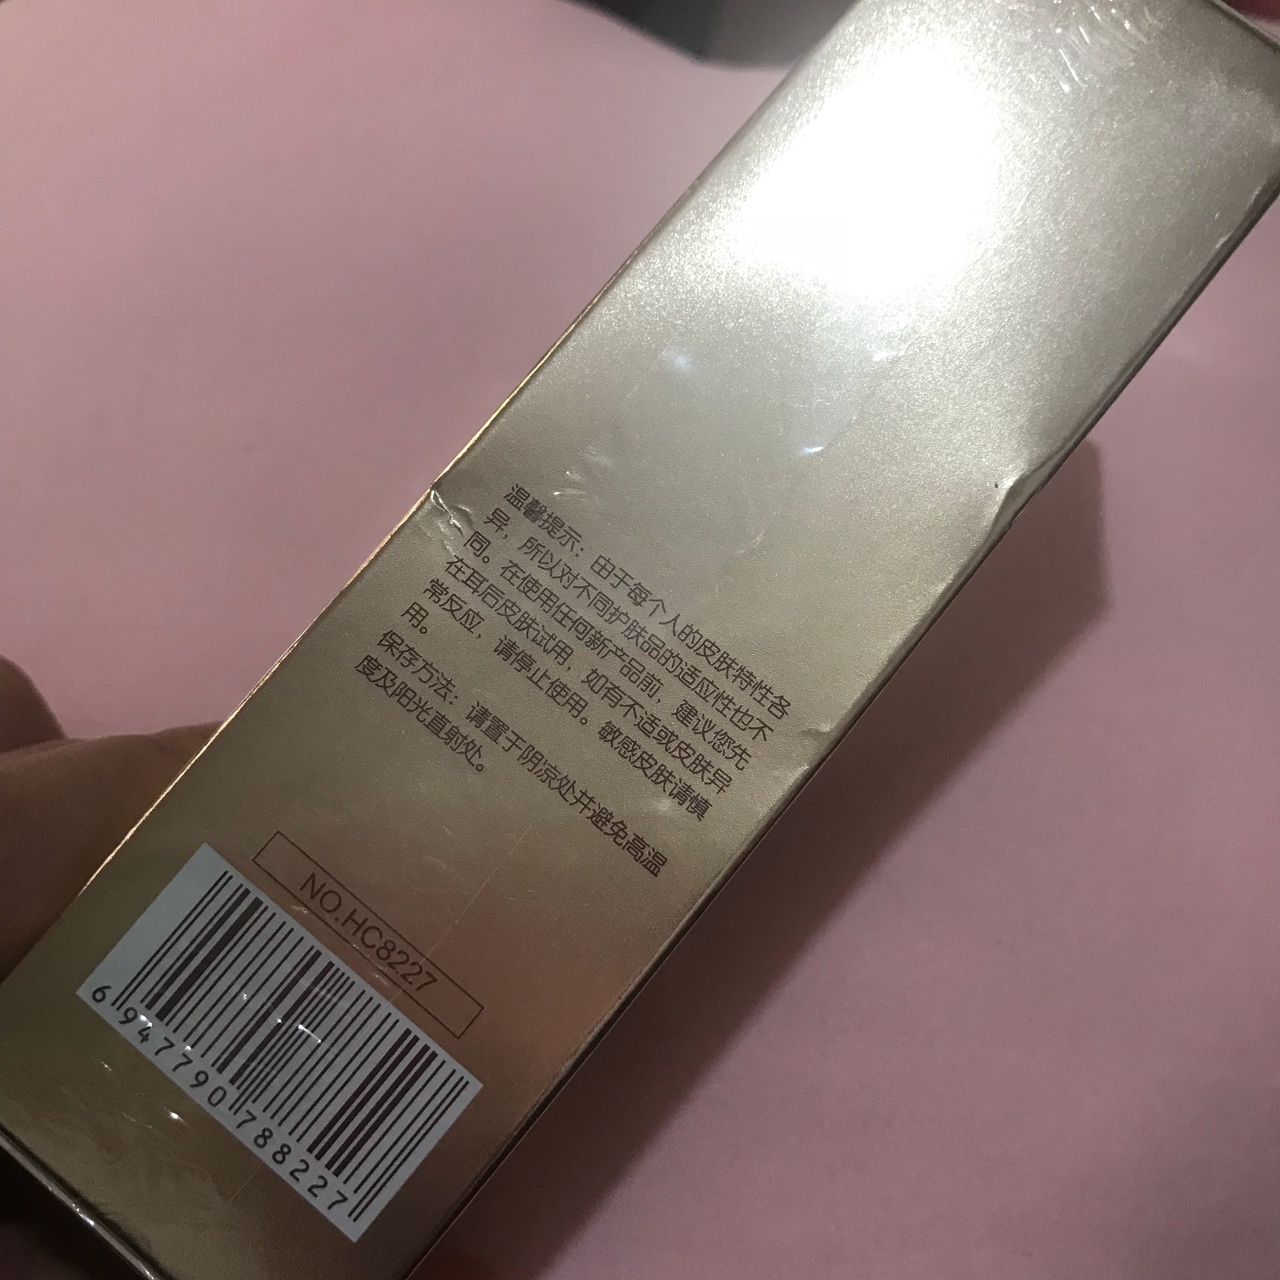 温馨提示：由于每个人的皮肤特性各
异，所以对不同护肤品的适应性也不
同。在使用任何新产品前，建议您先
在耳后皮肤试用，如有不适或皮肤异
常反应，请停止使用。敏感皮肤请慎
用。
保存方法：请置于阴凉处并避免高温
度及阳光直射处。
NO.HC8227
6947790788227